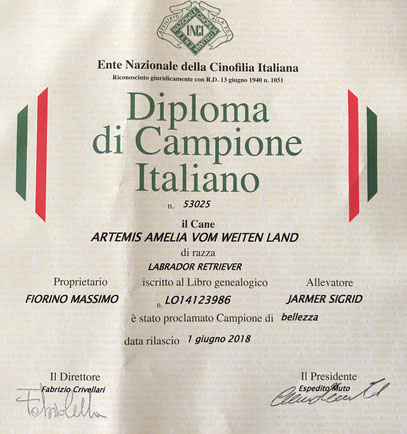 ENCI
Ente Nazionale della Cinofilia Italiana
Riconosciuto giuridicamente con R.D. 13 giugno 1940 n. 1051
Diploma
di Campione
Italiano
n. 53025
il Cane
ARTEMIS AMELIA VOM WEITEN LAND
di razza
LABRADOR RETRIEVER
Proprietario iscritto al Libro genealogico Allevatore
FIORINO MASSIMO n. LO14123986 JARMER SIGRID
è stato proclamato Campione di bellezza
data rilascio 1 giugno 2018
Il Direttore Il Presidente
Fabrizio Crivellari Espedito Muto